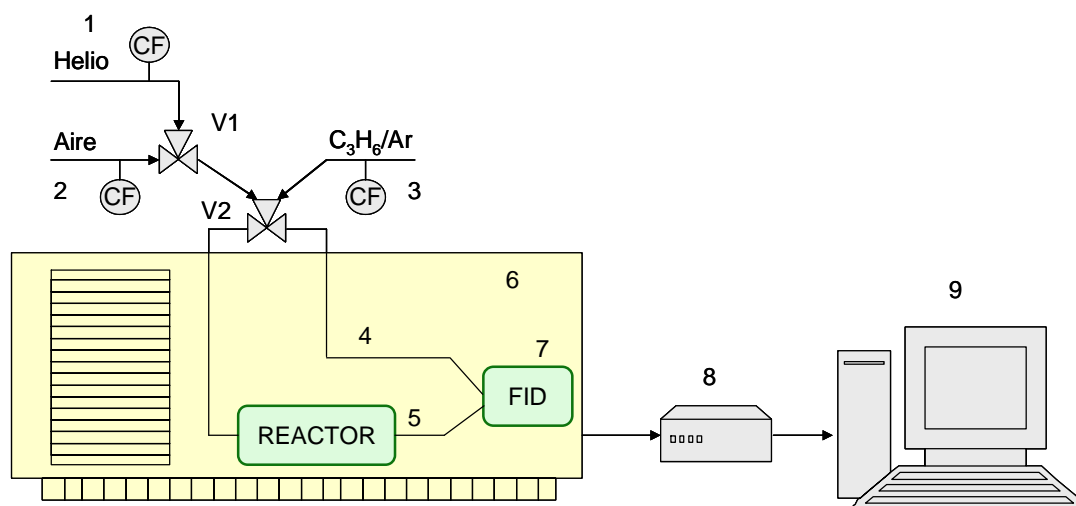 1
CF
Helio
V1
Aire
C₃H₆/Ar
2
CF
CF
3
V2
6
9
4
7
8
FID
5
REACTOR